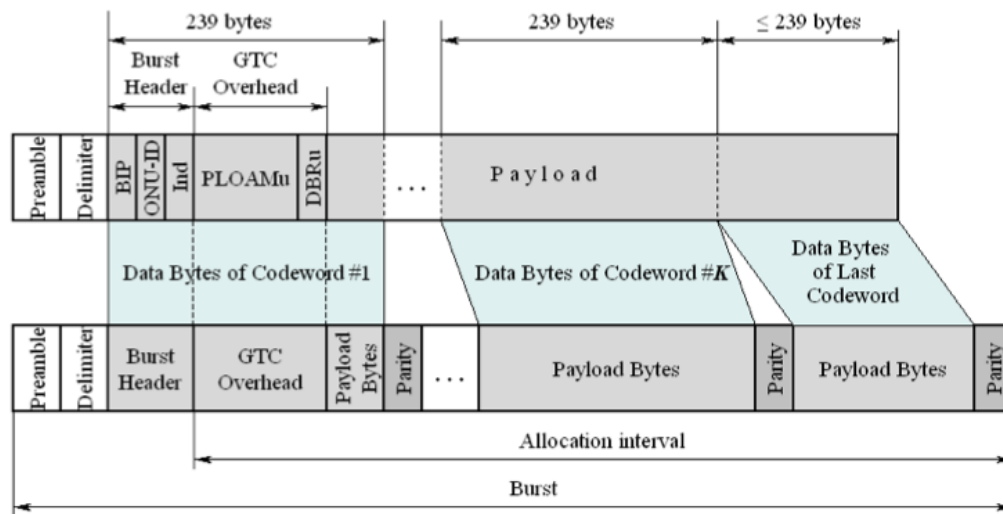 239 bytes
239 bytes
≤ 239 bytes
Burst
Header
GTC
Overhead
Preamble
Delimiter
BIP
ONU-ID
Ind
PLOAMu
DBRu
...
Payload
Data Bytes of Codeword #1
Data Bytes of Codeword #K
Data Bytes
of Last
Codeword
Preamble
Delimiter
Burst
Header
GTC
Overhead
Payload
Bytes
Parity
...
Payload Bytes
Parity
Payload Bytes
Parity
Allocation interval
Burst